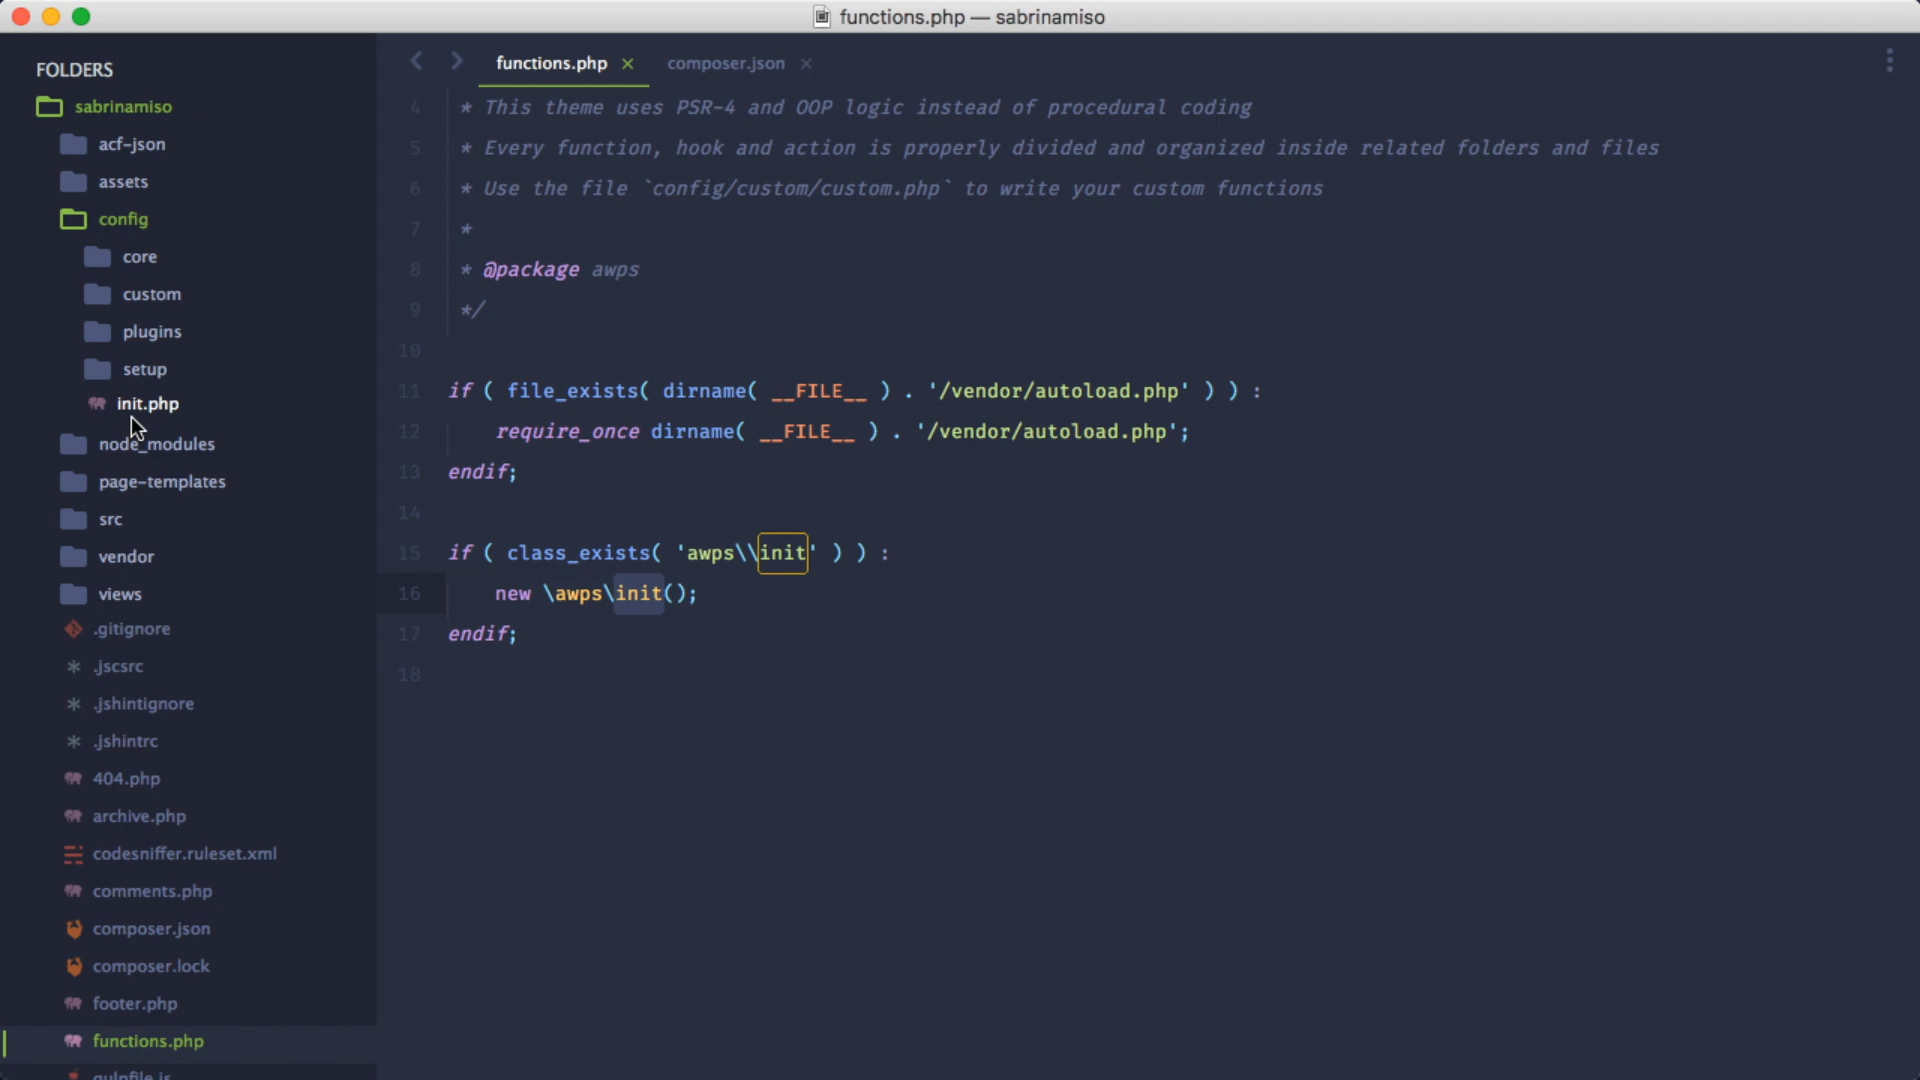 functions.php — sabrinamiso
FOLDERS
sabrinamiso
acf-json
assets
config
core
custom
plugins
setup
init.php
node_modules
page-templates
src
vendor
views
.gitignore
.jscsrc
.jshintignore
.jshintrc
404.php
archive.php
codesniffer.ruleset.xml
comments.php
composer.json
composer.lock
footer.php
functions.php
gulpfile.js
functions.php × composer.json ×
4 * This theme uses PSR-4 and OOP logic instead of procedural coding
5 * Every function, hook and action is properly divided and organized inside related folders and files
6 * Use the file `config/custom/custom.php` to write your custom functions
7 *
8 * @package awps
9 */
10
11 if ( file_exists( dirname( __FILE__ ) . '/vendor/autoload.php' ) ) :
12 require_once dirname( __FILE__ ) . '/vendor/autoload.php';
13 endif;
14
15 if ( class_exists( 'awps\\init' ) ) :
16 new \awps\init();
17 endif;
18